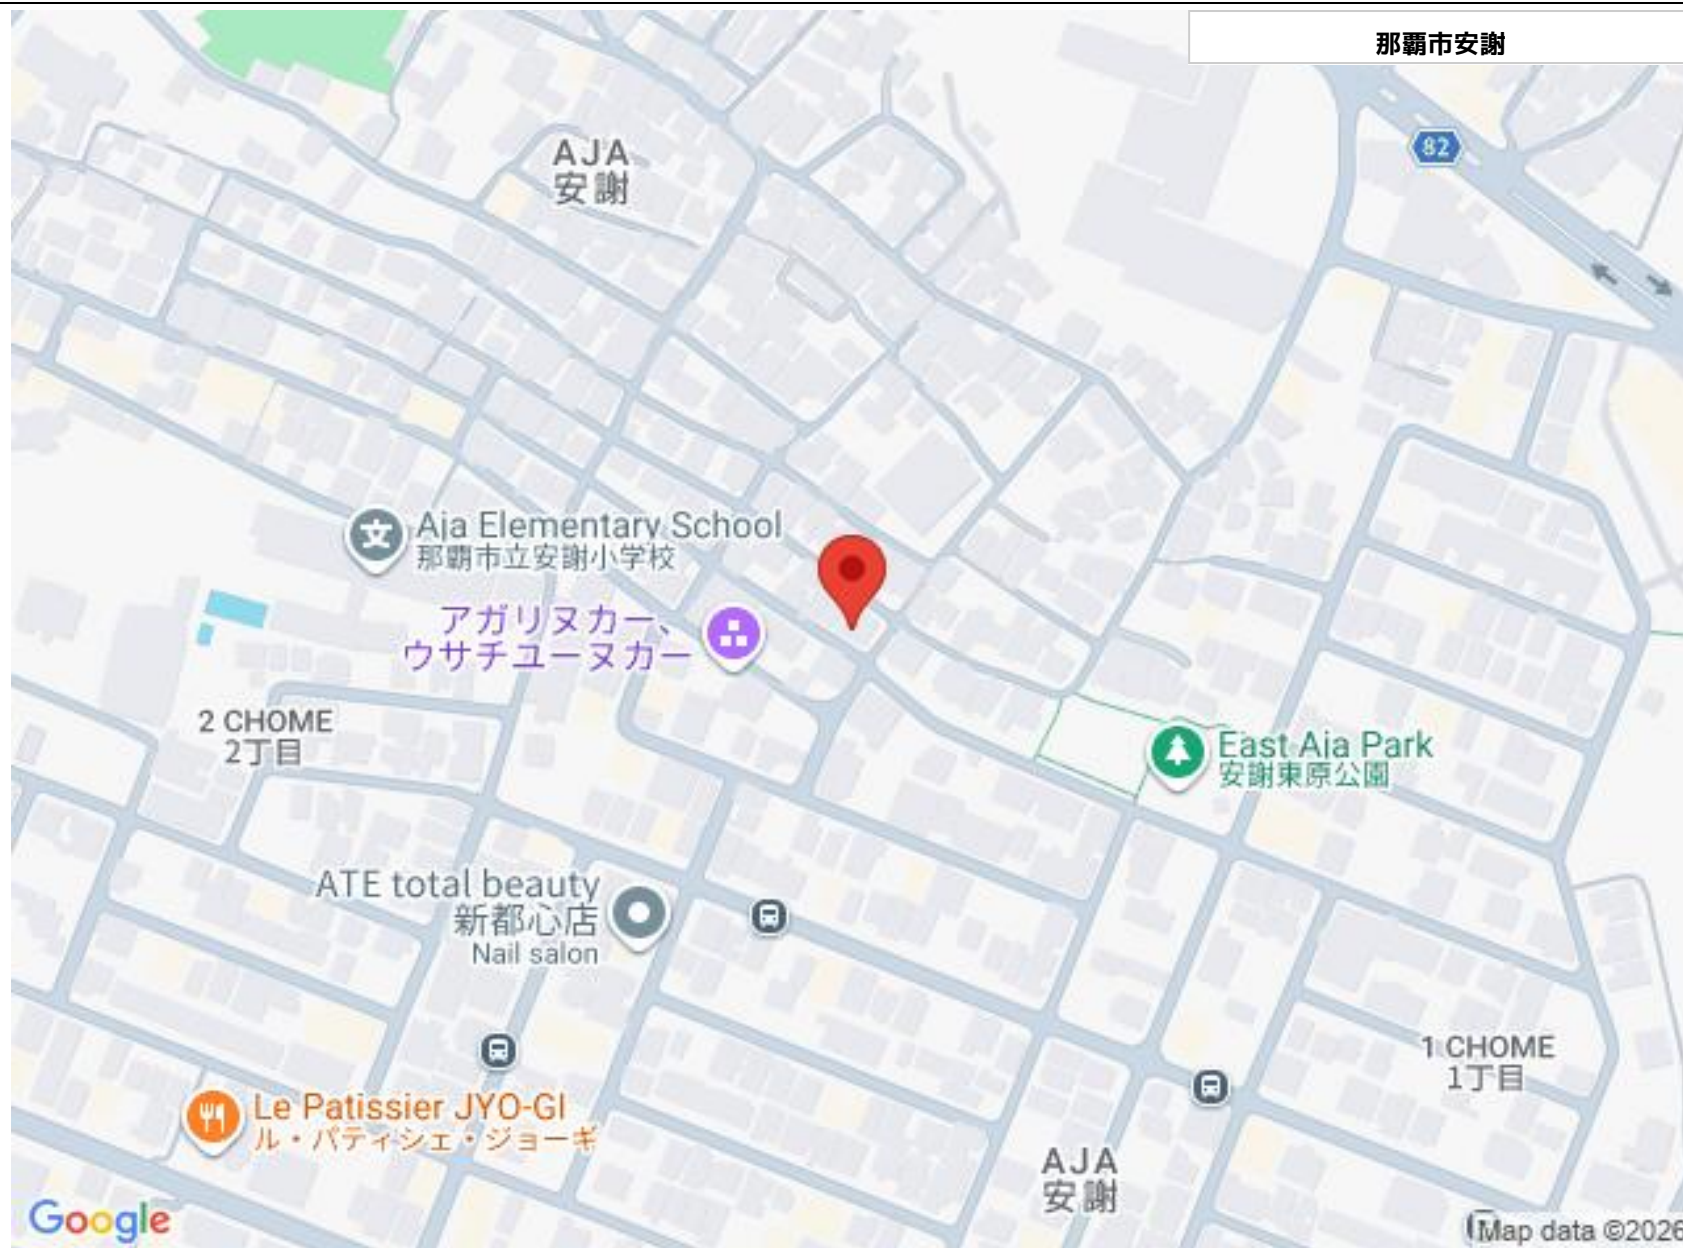 那覇市安謝
82
AJA
安謝
Aja Elementary School
那覇市立安謝小学校
アガリヌカー、
ウサチユーヌカー
2 CHOME
2丁目
East Aja Park
安謝東原公園
ATE total beauty
新都心店
Nail salon
1 CHOME
1丁目
Le Patissier JYO-GI
ル・パティシェ・ジョーギ
AJA
安謝
Google
Map data ©2026